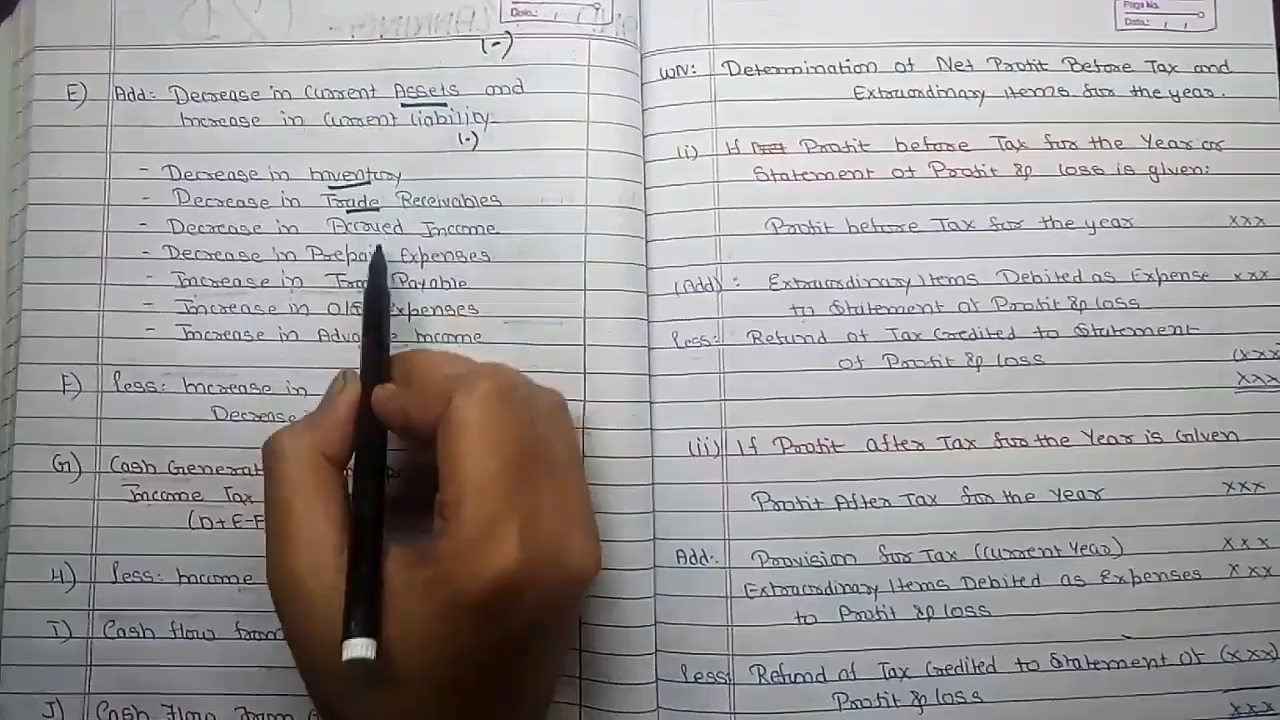 Date:
(-)
E) Add: Decrease in Current Assets and
Increase in Current liability
(-)
- Decrease in Inventory
- Decrease in Trade Receivables
- Decrease in Accrued Income
- Decrease in Prepaid Expenses
- Increase in Payable
- Increase in O/S Expenses
- Increase in Income
F) Less: Increase in
Decrease
G) Cash Generat
Income Tax
(D+E-F
H) Less: Income
I) Cash flow from
J) Cash Flow From
Page No.
Date:
WN: Determination of Net Profit Before Tax and
Extraordinary Items for the year.
(i) If Profit before Tax for the Year or
Statement of Profit & loss is given:
Profit before Tax for the year xxx
(Add): Extraordinary Items Debited as Expense xxx
to Statement of Profit & loss
Less: Refund of Tax Credited to Statement
of Profit & loss (xxx
xxx
(ii) If Profit after Tax for the Year is Given
Profit After Tax for the Year xxx
Add: Provision for Tax (Current Year) xxx
Extraordinary Items Debited as Expenses xxx
to Profit & loss
Less: Refund of Tax Credited to Statement of (xxx)
Profit & loss
xxx